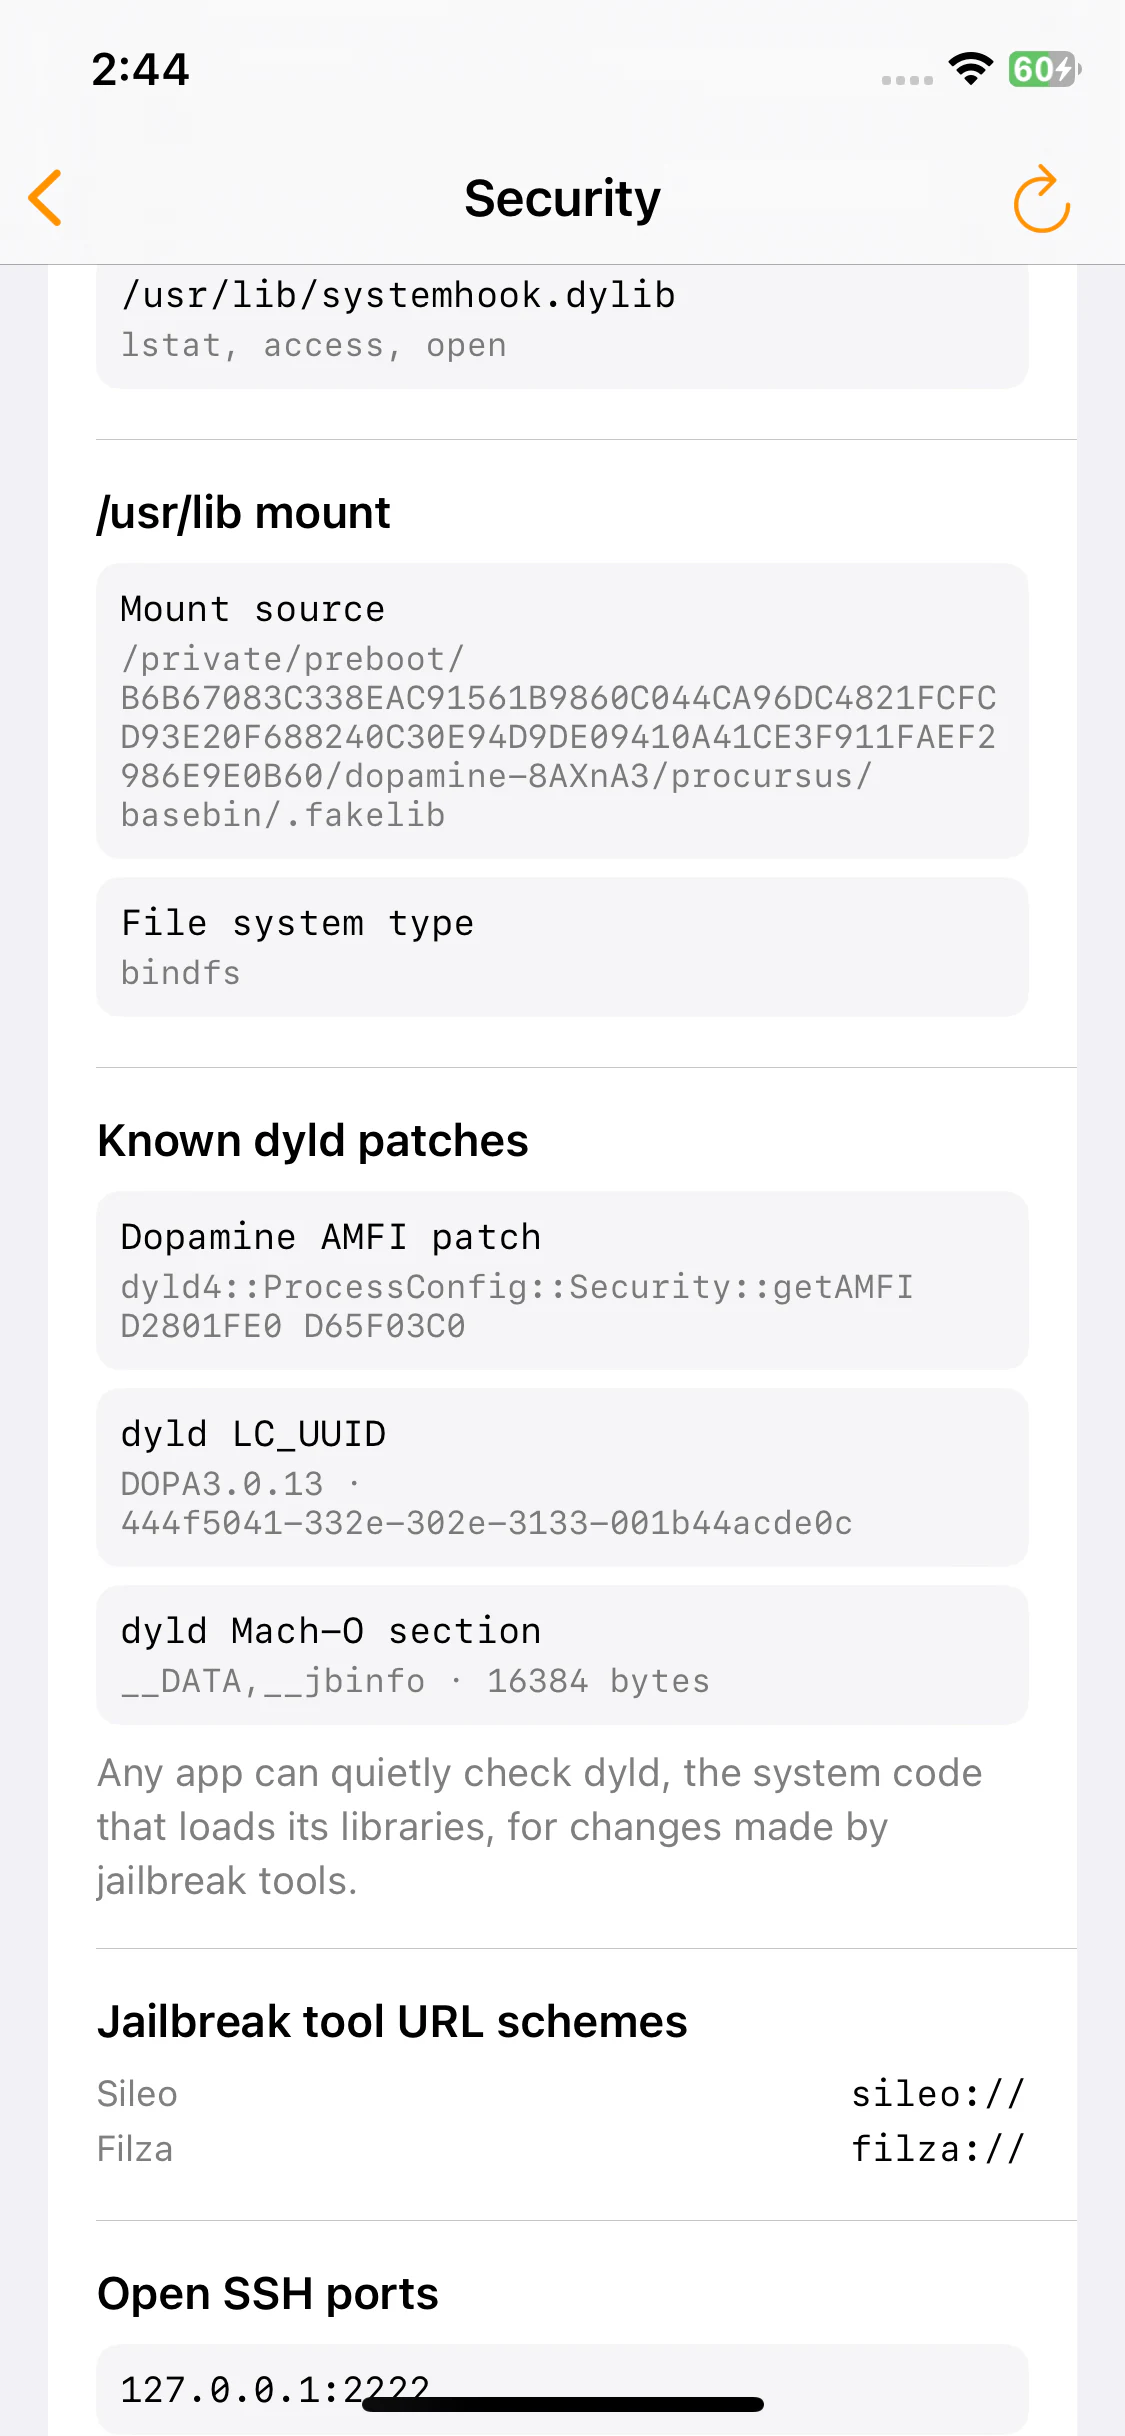 2:44
60
Security
/usr/lib/systemhook.dylib
lstat, access, open
/usr/lib mount
Mount source
/private/preboot/
B6B67083C338EAC91561B9860C044CA96DC4821FCFC
D93E20F688240C30E94D9DE09410A41CE3F911FAEF2
986E9E0B60/dopamine-8AXnA3/procursus/
basebin/.fakelib
File system type
bindfs
Known dyld patches
Dopamine AMFI patch
dyld4::ProcessConfig::Security::getAMFI
D2801FE0 D65F03C0
dyld LC_UUID
DOPA3.0.13 ·
444f5041-332e-302e-3133-001b44acde0c
dyld Mach-O section
__DATA,__jbinfo · 16384 bytes
Any app can quietly check dyld, the system code
that loads its libraries, for changes made by
jailbreak tools.
Jailbreak tool URL schemes
Sileo sileo://
Filza filza://
Open SSH ports
127.0.0.1:2222